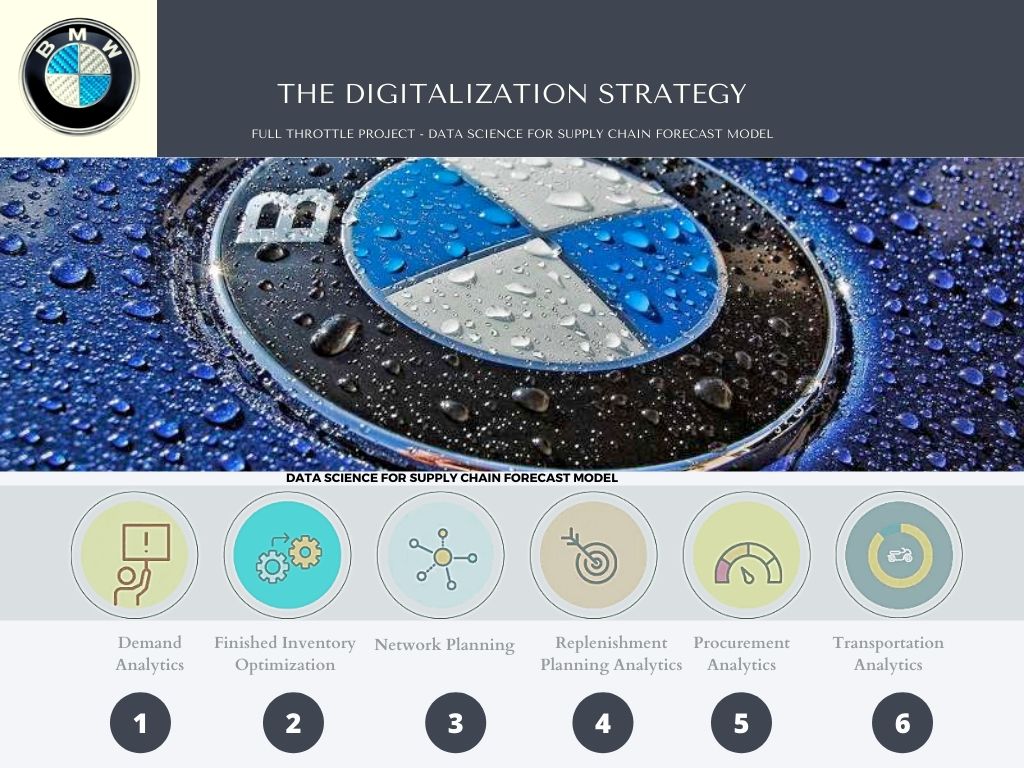 BMW
THE DIGITALIZATION STRATEGY
FULL THROTTLE PROJECT - DATA SCIENCE FOR SUPPLY CHAIN FORECAST MODEL
B
DATA SCIENCE FOR SUPPLY CHAIN FORECAST MODEL
!
Demand
Analytics
Finished Inventory
Optimization
Network Planning
Replenishment
Planning Analytics
Procurement
Analytics
Transportation
Analytics
1
2
3
4
5
6